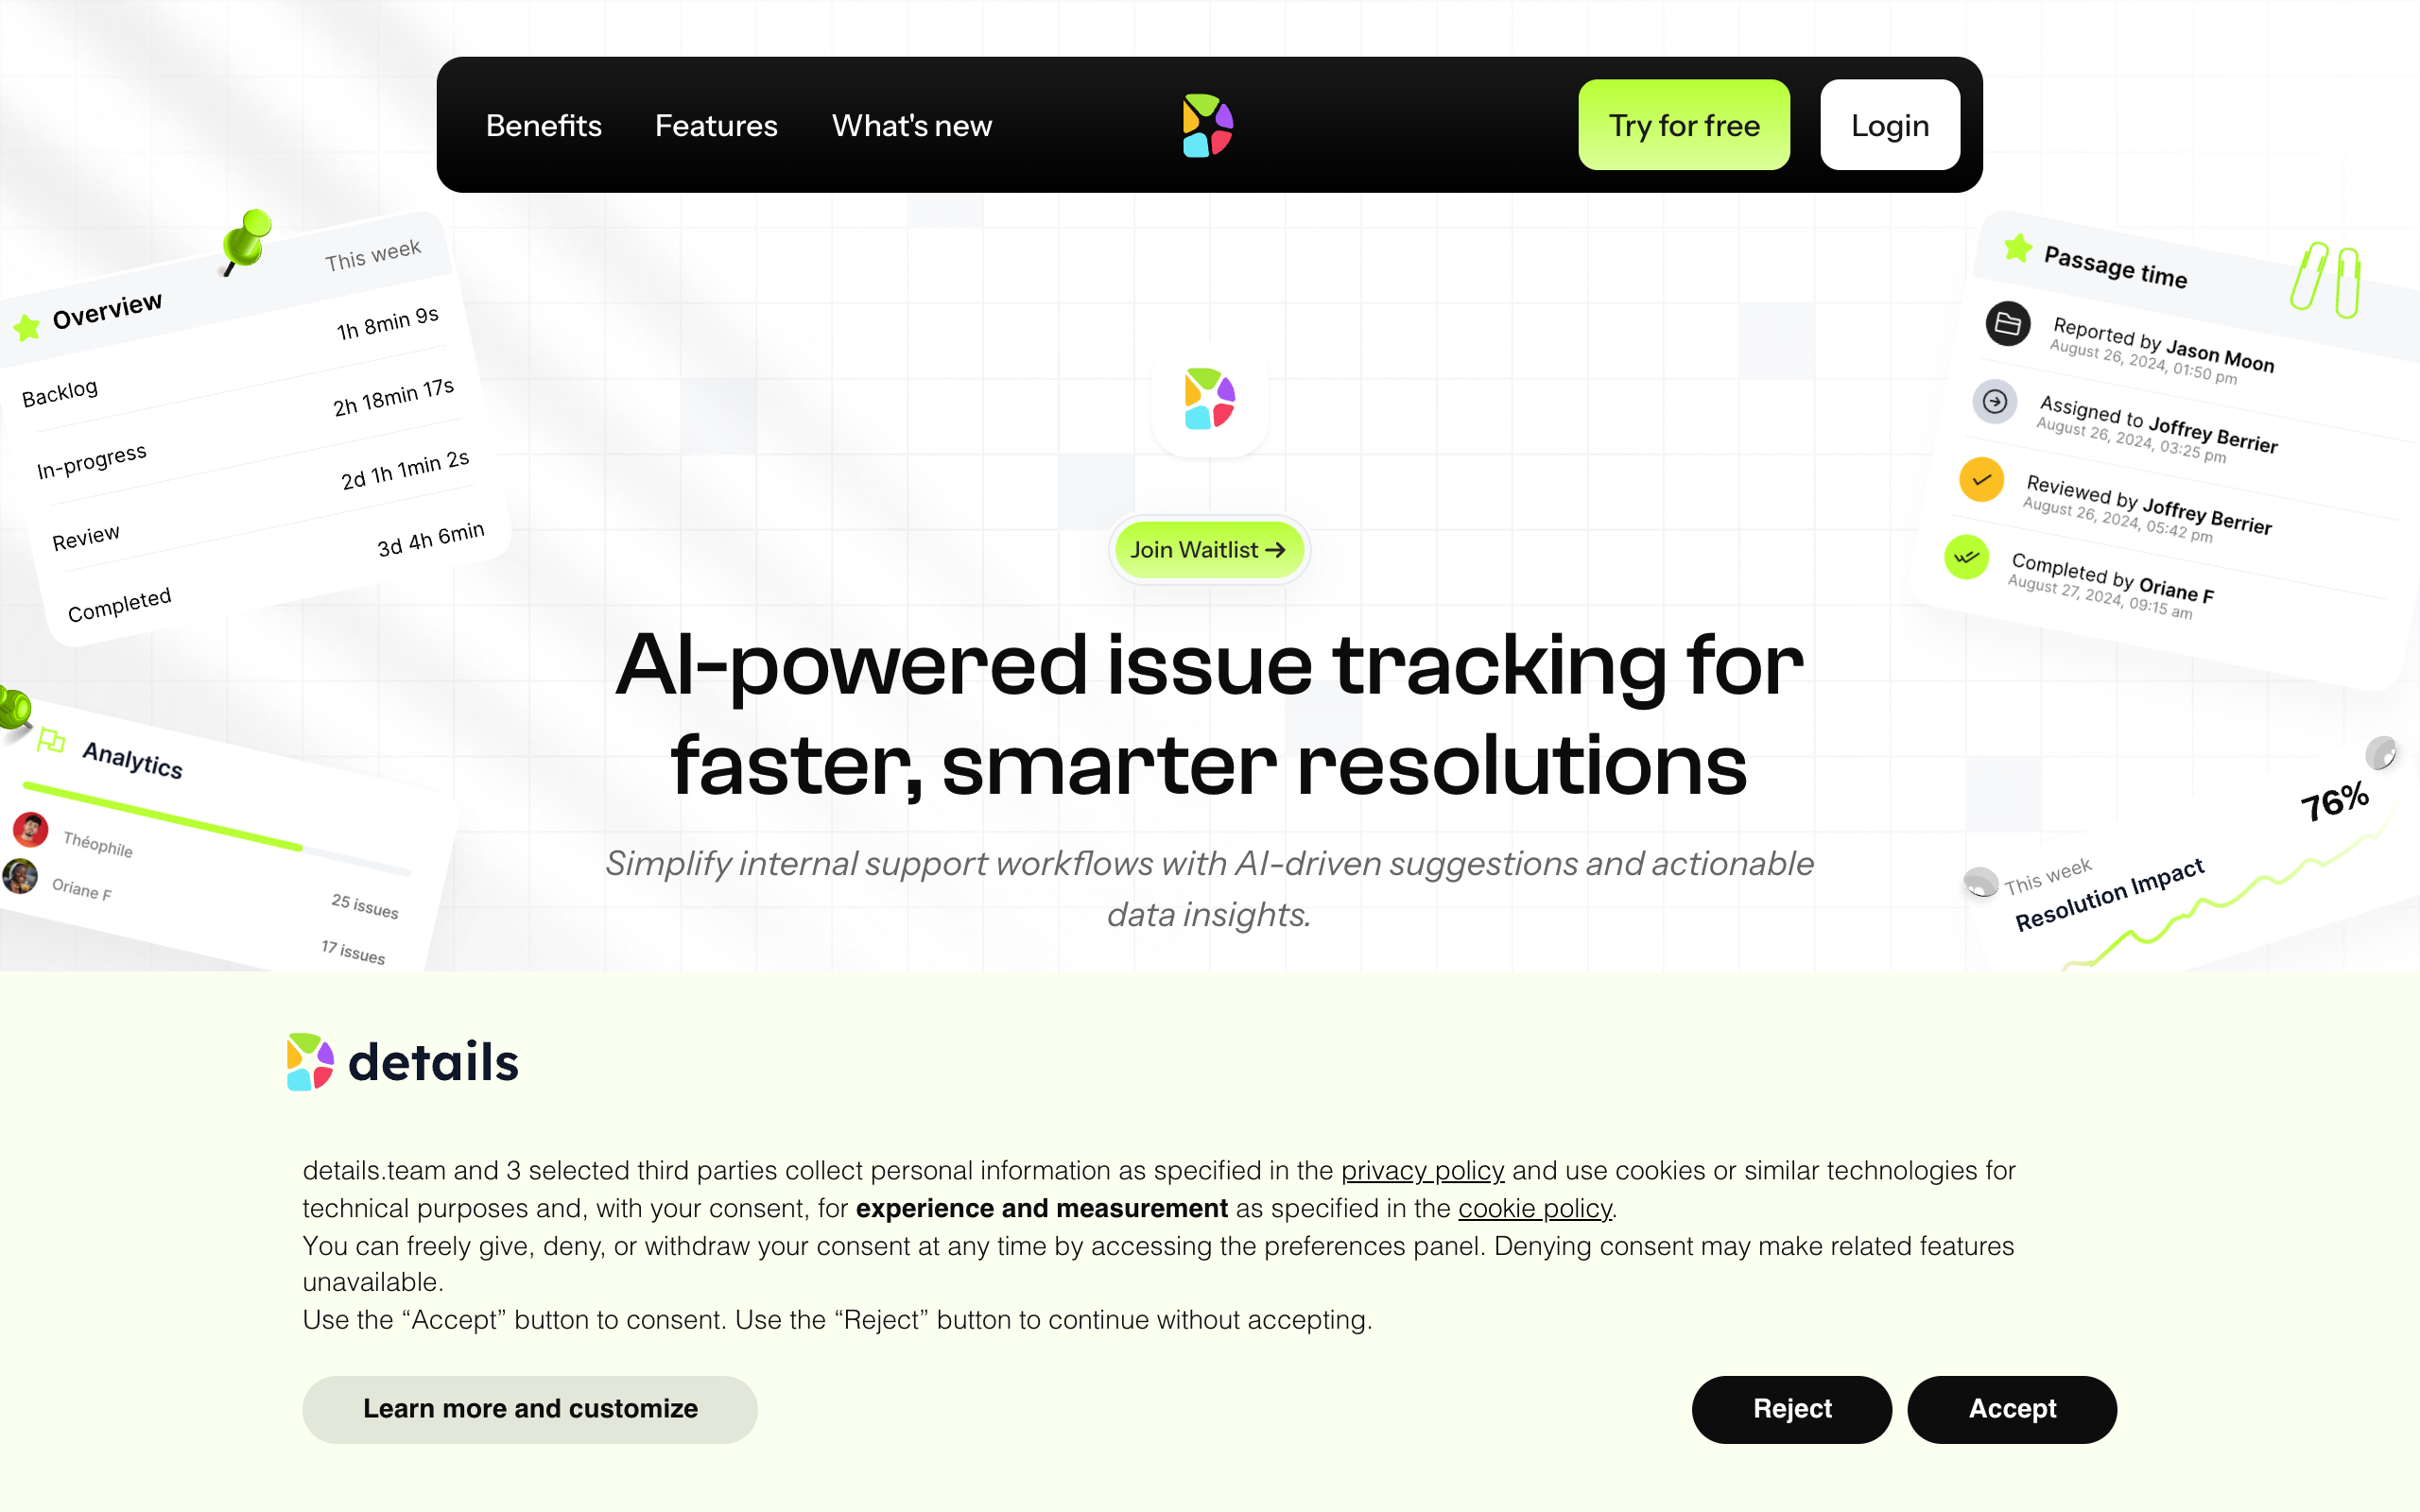 Benefits
Features
What's new
Try for free
Login
Overview
This week
Backlog
1h 8min 9s
In-progress
2h 18min 17s
Review
2d 1h 1min 2s
Completed
3d 4h 6min
Passage time
Reported by Jason Moon
August 26, 2024, 01:50 pm
Assigned to Joffrey Berrier
August 26, 2024, 03:25 pm
Reviewed by Joffrey Berrier
August 26, 2024, 05:42 pm
Completed by Oriane F
August 27, 2024, 09:15 am
Join Waitlist
AI-powered issue tracking for
faster, smarter resolutions
Simplify internal support workflows with AI-driven suggestions and actionable
data insights.
Analytics
Théophile
25 issues
Oriane F
17 issues
76%
This week
Resolution Impact
details
details.team and 3 selected third parties collect personal information as specified in the privacy policy and use cookies or similar technologies for
technical purposes and, with your consent, for experience and measurement as specified in the cookie policy.
You can freely give, deny, or withdraw your consent at any time by accessing the preferences panel. Denying consent may make related features
unavailable.
Use the “Accept” button to consent. Use the “Reject” button to continue without accepting.
Learn more and customize
Reject
Accept